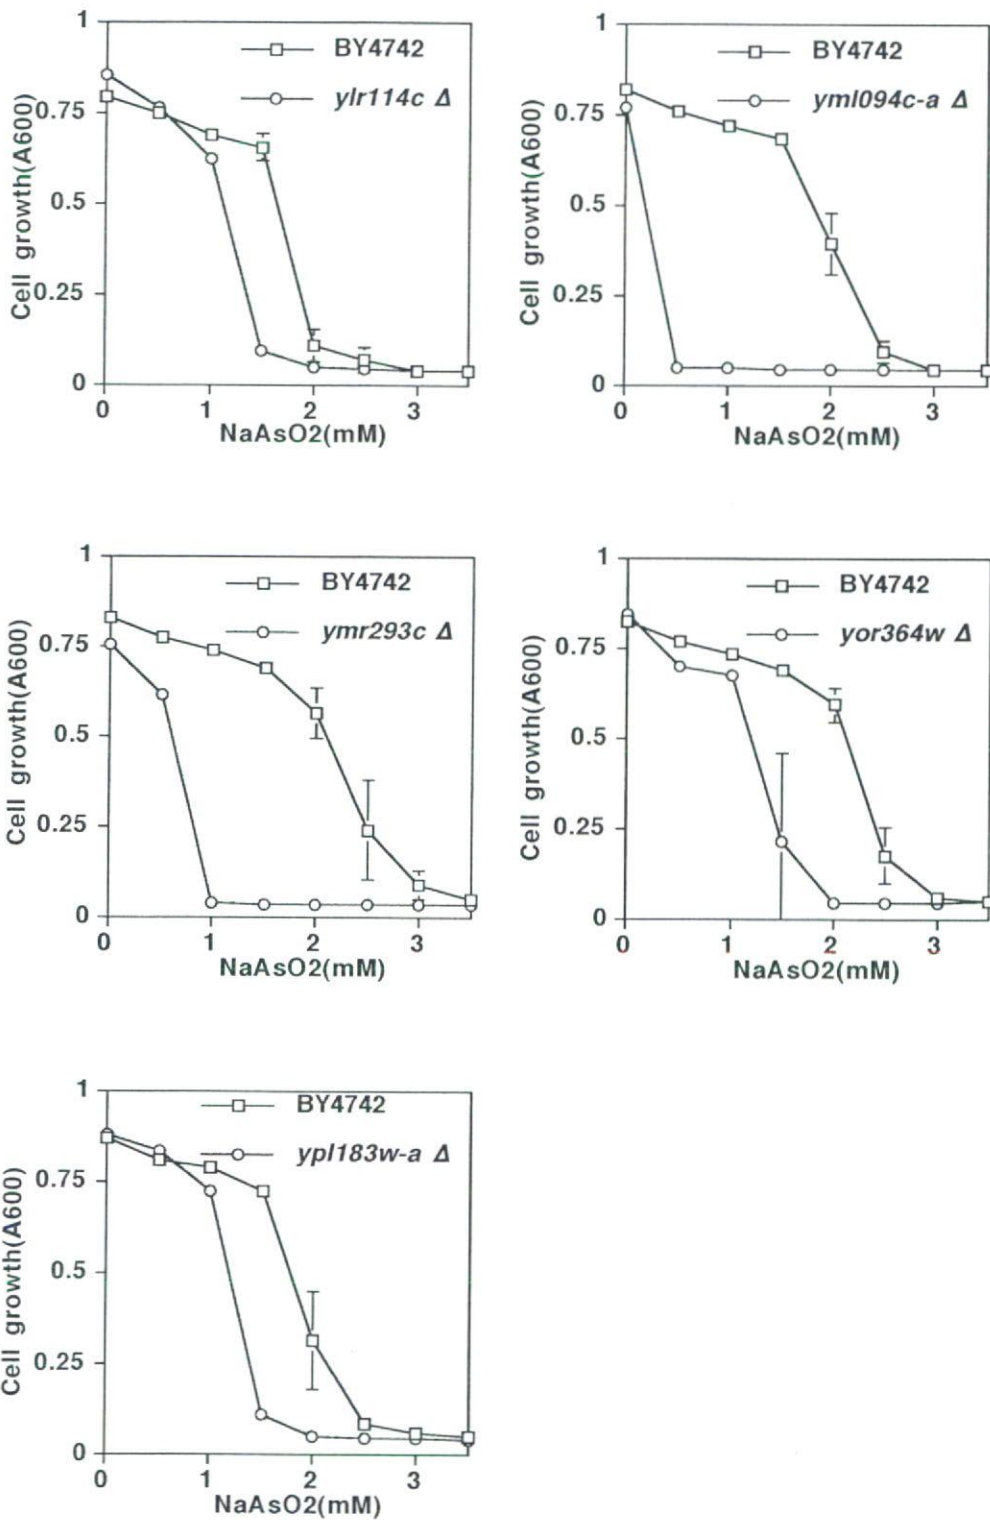 1
BY4742
ylr114c Δ
0.75
0.5
0.25
0
Cell growth(A600)
0 1 2 3
NaAsO2(mM)
1
BY4742
yml094c-a Δ
0.75
0.5
0.25
0
Cell growth(A600)
0 1 2 3
NaAsO2(mM)
1
BY4742
ymr293c Δ
0.75
0.5
0.25
0
Cell growth(A600)
0 1 2 3
NaAsO2(mM)
1
BY4742
yor364w Δ
0.75
0.5
0.25
0
Cell growth(A600)
0 1 2 3
NaAsO2(mM)
1
BY4742
ypl183w-a Δ
0.75
0.5
0.25
0
Cell growth(A600)
0 1 2 3
NaAsO2(mM)